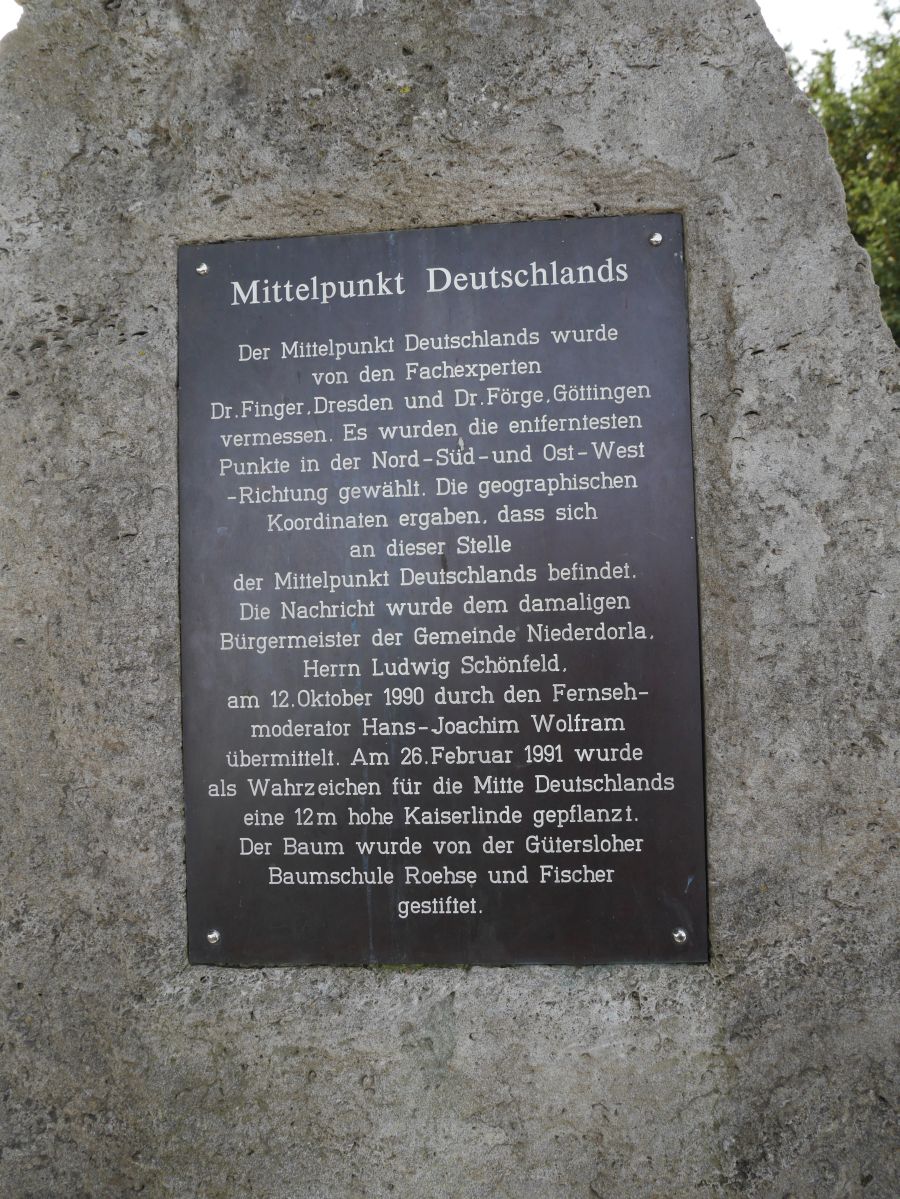 Mittelpunkt Deutschlands
Der Mittelpunkt Deutschlands wurde
von den Fachexperten
Dr.Finger,Dresden und Dr.Förge,Göttingen
vermessen. Es wurden die entferntesten
Punkte in der Nord-Süd-und Ost-West
-Richtung gewählt. Die geographischen
Koordinaten ergaben, dass sich
an dieser Stelle
der Mittelpunkt Deutschlands befindet.
Die Nachricht wurde dem damaligen
Bürgermeister der Gemeinde Niederdorla,
Herrn Ludwig Schönfeld,
am 12.Oktober 1990 durch den Fernseh-
moderator Hans-Joachim Wolfram
übermittelt. Am 26.Februar 1991 wurde
als Wahrzeichen für die Mitte Deutschlands
eine 12m hohe Kaiserlinde gepflanzt.
Der Baum wurde von der Gütersloher
Baumschule Roehse und Fischer
gestiftet.